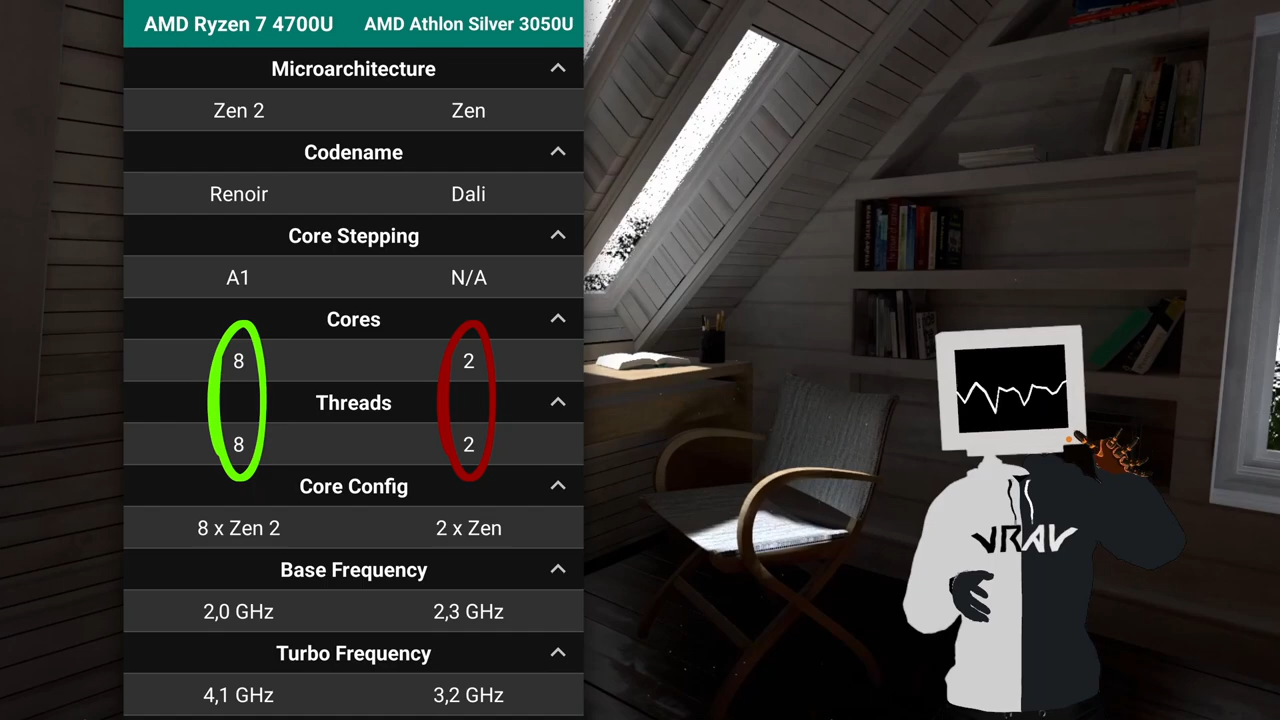 AMD Ryzen 7 4700U AMD Athlon Silver 3050U
Microarchitecture
Zen 2 Zen
Codename
Renoir Dali
Core Stepping
A1 N/A
Cores
8 2
Threads
8 2
Core Config
8 x Zen 2 2 x Zen
Base Frequency
2,0 GHz 2,3 GHz
Turbo Frequency
4,1 GHz 3,2 GHz
VRAV